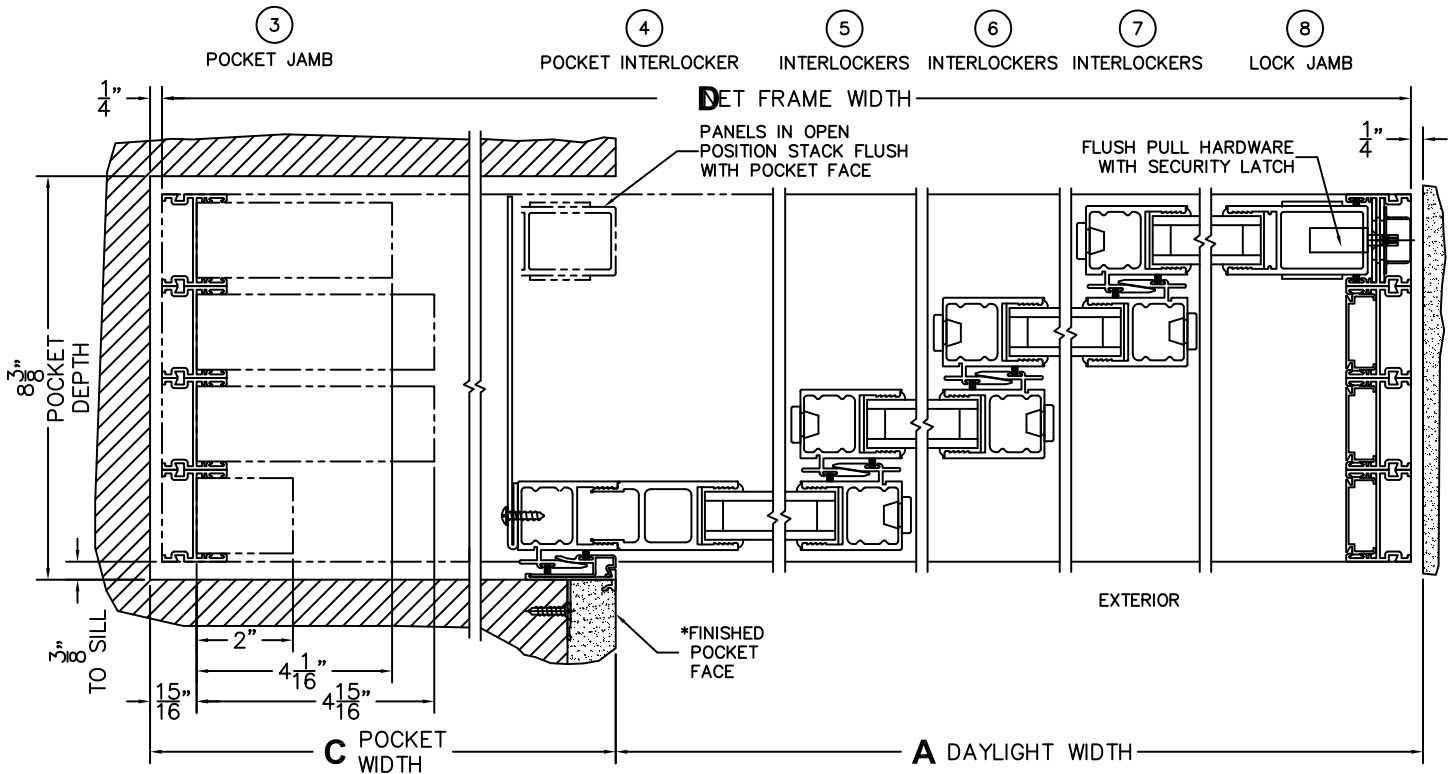 3
4
5
6
7
8
POCKET JAMB
POCKET INTERLOCKER
INTERLOCKERS
INTERLOCKERS
INTERLOCKERS
LOCK JAMB
1/4"
D NET FRAME WIDTH
PANELS IN OPEN
POSITION STACK FLUSH
WITH POCKET FACE
FLUSH PULL HARDWARE
WITH SECURITY LATCH
1/4"
8 3/8"
POCKET
DEPTH
3/8"
TO SILL
2"
4 1/16"
15/16"
4 15/16"
*FINISHED
POCKET
FACE
EXTERIOR
C POCKET
WIDTH
A DAYLIGHT WIDTH